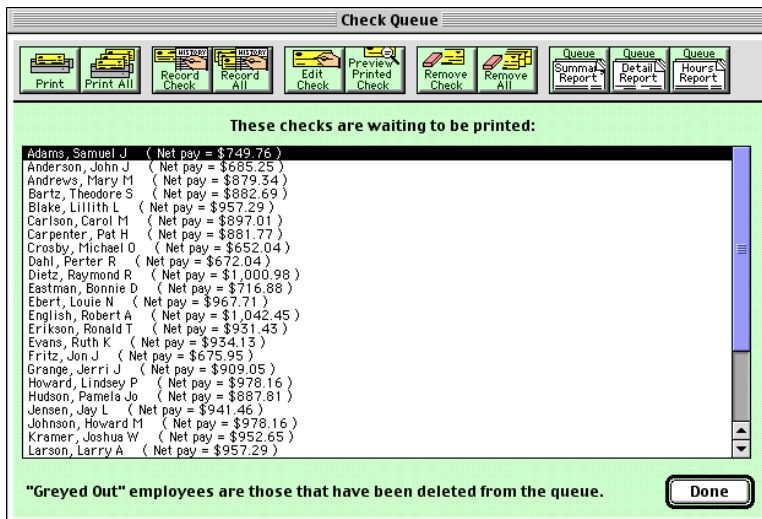 Check Queue
Print
Print All
HISTORY
Record
Check
HISTORY
Record
All
Edit
Check
Preview
Printed
Check
Remove
Check
Remove
All
Queue
Summary
Report
Queue
Detail
Report
Queue
Hours
Report
These checks are waiting to be printed:
Adams, Samuel J ( Net pay = $749.76 )
Anderson, John J ( Net pay = $685.25 )
Andrews, Mary M ( Net pay = $879.34 )
Bartz, Theodore S ( Net pay = $882.69 )
Blake, Lillith L ( Net pay = $957.29 )
Carlson, Carol M ( Net pay = $897.01 )
Carpenter, Pat H ( Net pay = $881.77 )
Crosby, Michael O ( Net pay = $652.04 )
Dahl, Perter R ( Net pay = $672.04 )
Dietz, Raymond R ( Net pay = $1,000.98 )
Eastman, Bonnie D ( Net pay = $716.88 )
Ebert, Louie N ( Net pay = $967.71 )
English, Robert A ( Net pay = $1,042.45 )
Erikson, Ronald T ( Net pay = $931.43 )
Evans, Ruth K ( Net pay = $934.13 )
Fritz, Jon J ( Net pay = $675.95 )
Grange, Jerri J ( Net pay = $909.05 )
Howard, Lindsey P ( Net pay = $978.16 )
Hudson, Pamela Jo ( Net pay = $887.81 )
Jensen, Jay L ( Net pay = $941.46 )
Johnson, Howard M ( Net pay = $978.16 )
Kramer, Joshua W ( Net pay = $952.65 )
Larson, Larry A ( Net pay = $957.29 )
"Greyed Out" employees are those that have been deleted from the queue.
Done